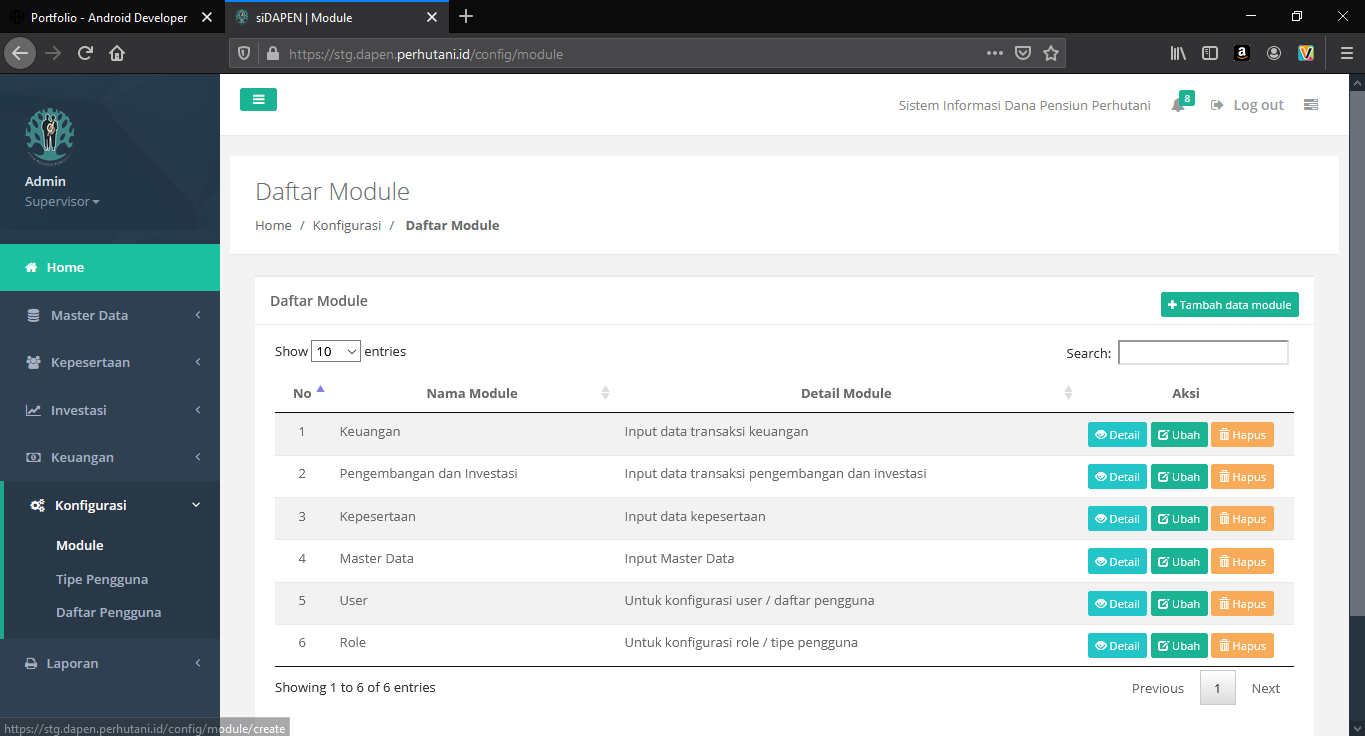 Portfolio - Android Developer
siDAPEN | Module
https://stg.dapen.perhutani.id/config/module
Sistem Informasi Dana Pensiun Perhutani
8
Log out
Admin
Supervisor
Home
Master Data
Kepesertaan
Investasi
Keuangan
Konfigurasi
Module
Tipe Pengguna
Daftar Pengguna
Laporan
Daftar Module
Home / Konfigurasi / Daftar Module
Daftar Module
Tambah data module
Show 10 entries
Search:
No Nama Module Detail Module Aksi
1 Keuangan Input data transaksi keuangan Detail Ubah Hapus
2 Pengembangan dan Investasi Input data transaksi pengembangan dan investasi Detail Ubah Hapus
3 Kepesertaan Input data kepesertaan Detail Ubah Hapus
4 Master Data Input Master Data Detail Ubah Hapus
5 User Untuk konfigurasi user / daftar pengguna Detail Ubah Hapus
6 Role Untuk konfigurasi role / tipe pengguna Detail Ubah Hapus
Showing 1 to 6 of 6 entries
Previous 1 Next
https://stg.dapen.perhutani.id/config/module/create